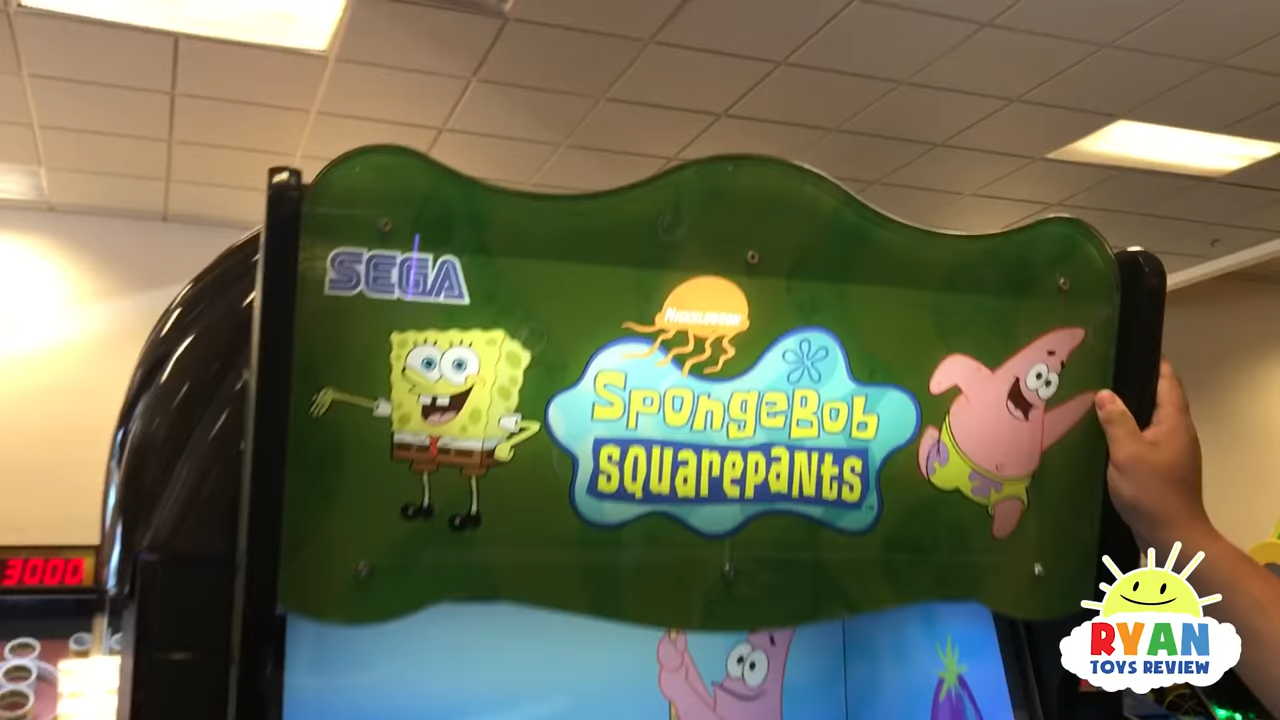 SEGA
NICKELODEON
SpongeBob
SQUAREPANTS
3000
RYAN
TOYS REVIEW